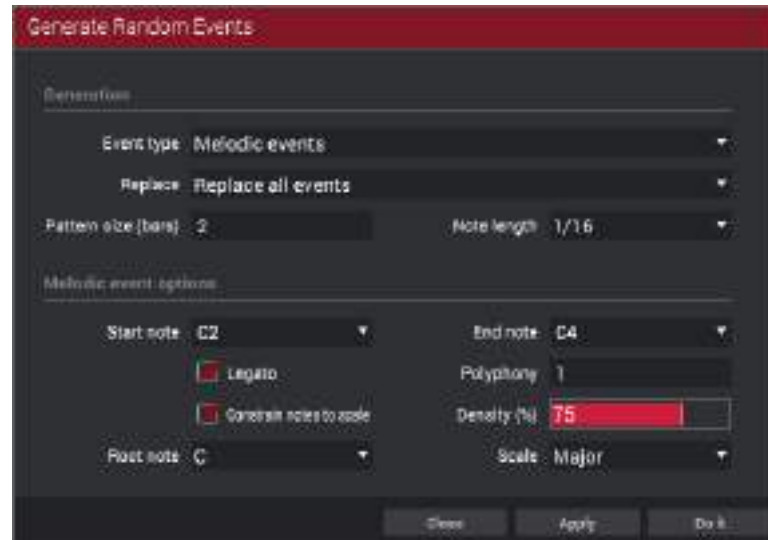 Generate Random Events
Generation
Event type Melodic events
Replace Replace all events
Pattern size (bars) 2 Note length 1/16
Melodic event options
Start note C2 End note C4
Legato Polyphony 1
Constrain notes to scale Density (%) 75
Root note C Scale Major
Close Apply Do it